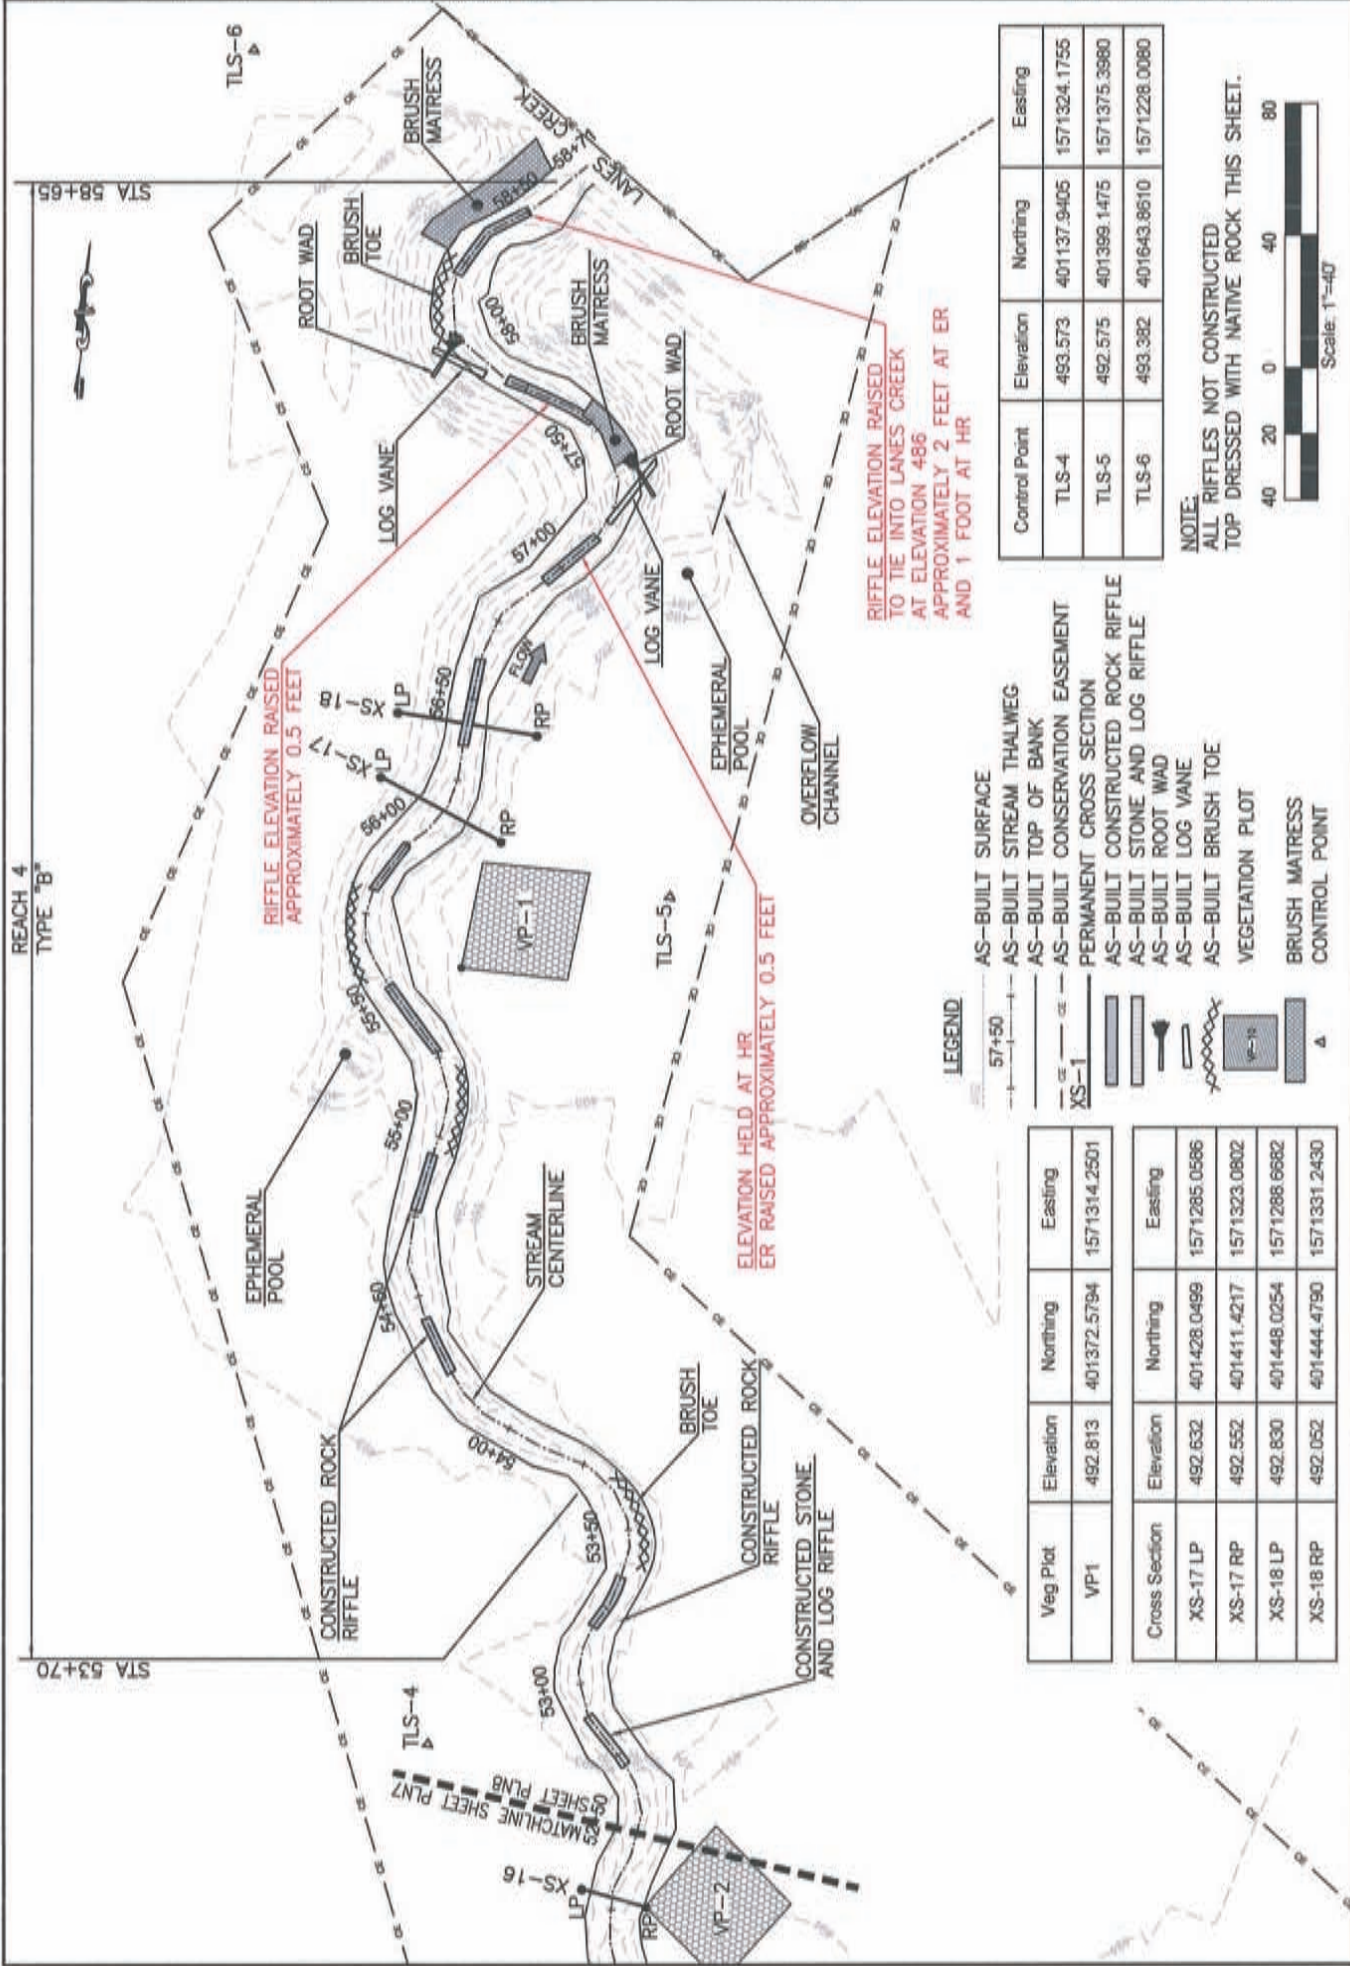 REACH 4
TYPE "B"
STA 53+70
STA 58+65
TLS-6
BRUSH
MATRESS
LANES CREEK
ROOT WAD
BRUSH
TOE
LOG VANE
RIFFLE ELEVATION RAISED
APPROXIMATELY 0.5 FEET
58+50
58+00
57+50
57+00
56+50
56+00
55+50
55+00
54+00
53+50
53+00
BRUSH
MATRESS
ROOT WAD
LOG VANE
XS-18
LP
RP
XS-17
LP
RP
FLOW
EPHEMERAL
POOL
OVERFLOW
CHANNEL
RIFFLE ELEVATION RAISED
TO TIE INTO LANES CREEK
AT ELEVATION 486
APPROXIMATELY 2 FEET AT ER
AND 1 FOOT AT HR
VP-1
TLS-5
ELEVATION HELD AT HR
ER RAISED APPROXIMATELY 0.5 FEET
EPHEMERAL
POOL
STREAM
CENTERLINE
CONSTRUCTED ROCK
RIFFLE
BRUSH
TOE
CONSTRUCTED ROCK
RIFFLE
CONSTRUCTED STONE
AND LOG RIFFLE
TLS-4
MATCHLINE SHEET PLN7
SHEET PLN8
XS-16
LP
RP
VP-2
LEGEND
AS-BUILT SURFACE
57+50
AS-BUILT STREAM THALWEG
AS-BUILT TOP OF BANK
CE CE AS-BUILT CONSERVATION EASEMENT
XS-1 PERMANENT CROSS SECTION
AS-BUILT CONSTRUCTED ROCK RIFFLE
AS-BUILT STONE AND LOG RIFFLE
AS-BUILT ROOT WAD
AS-BUILT LOG VANE
AS-BUILT BRUSH TOE
VP-10 VEGETATION PLOT
BRUSH MATRESS
CONTROL POINT
Veg Plot Elevation Northing Easting
VP1 492.813 401372.5794 1571314.2501
Cross Section Elevation Northing Easting
XS-17 LP 492.632 401428.0499 1571285.0586
XS-17 RP 492.552 401411.4217 1571323.0802
XS-18 LP 492.830 401448.0254 1571288.6682
XS-18 RP 492.052 401444.4790 1571331.2430
Control Point Elevation Northing Easting
TLS-4 493.573 401137.9405 1571324.1755
TLS-5 492.575 401399.1475 1571375.3980
TLS-6 493.382 401643.8610 1571228.0080
NOTE:
ALL RIFFLES NOT CONSTRUCTED
TOP DRESSED WITH NATIVE ROCK THIS SHEET.
40 20 0 40 80
Scale: 1"=40'